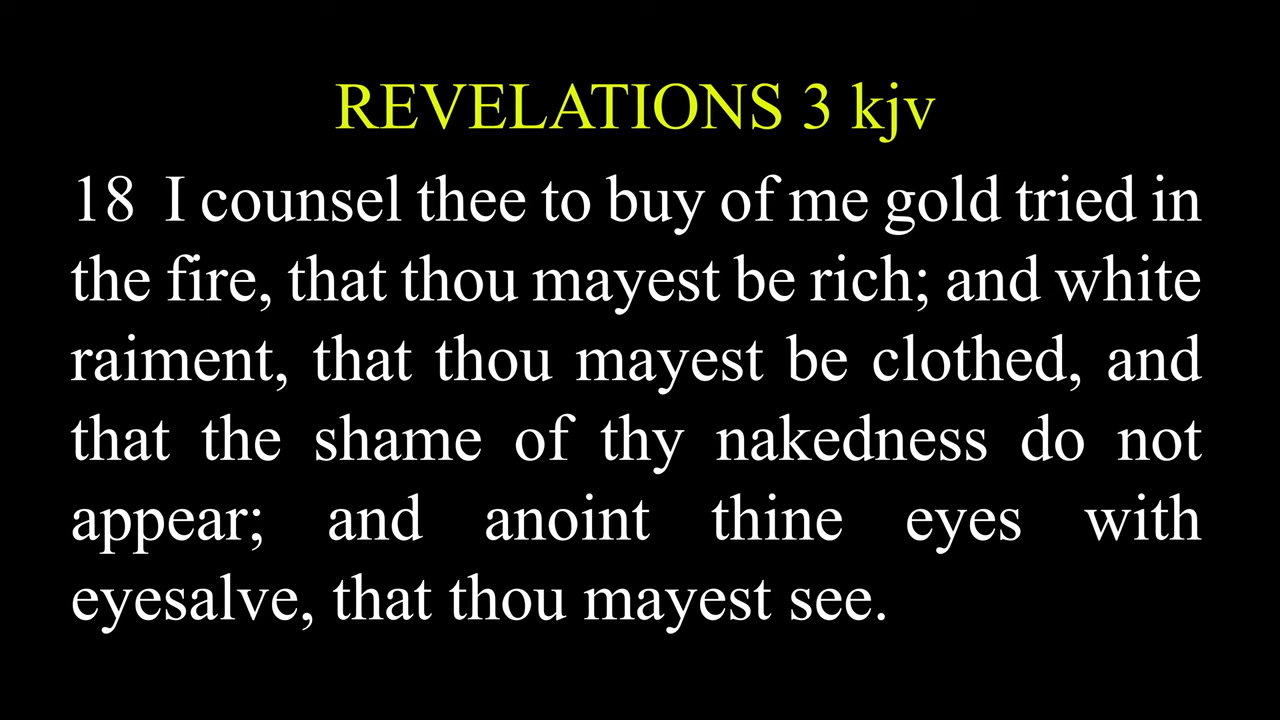 REVELATIONS 3 kjv
18 I counsel thee to buy of me gold tried in
the fire, that thou mayest be rich; and white
raiment, that thou mayest be clothed, and
that the shame of thy nakedness do not
appear; and anoint thine eyes with
eyesalve, that thou mayest see.